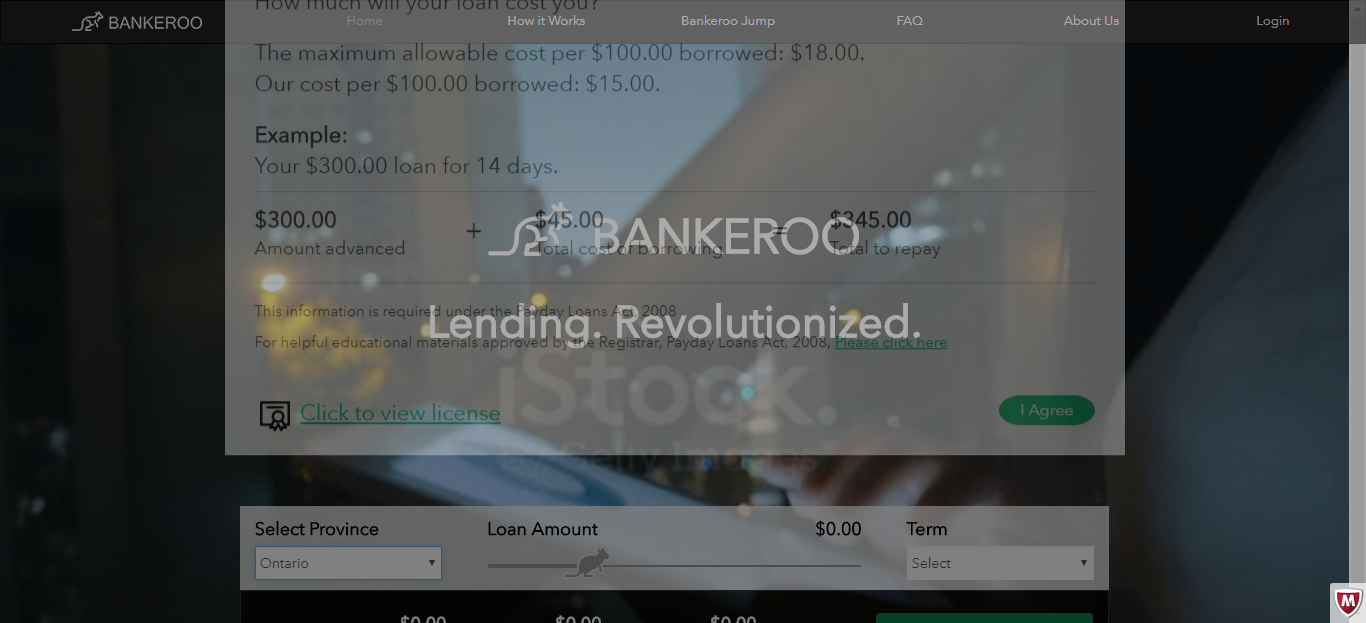 How much will your loan cost you?
BANKEROO
Home
How it Works
Bankeroo Jump
FAQ
About Us
Login
The maximum allowable cost per $100.00 borrowed: $18.00.
Our cost per $100.00 borrowed: $15.00.
Example:
Your $300.00 loan for 14 days.
$300.00 + $45.00 = $345.00
Amount advanced Total cost of borrowing Total to repay
BANKEROO
This information is required under the Payday Loans Act, 2008
Lending. Revolutionized.
For helpful educational materials approved by the Registrar, Payday Loans Act, 2008, Please click here
iStock.
by Getty Images
Click to view license
I Agree
Select Province
Loan Amount
$0.00
Term
Ontario
Select
$0.00 $0.00 $0.00
M